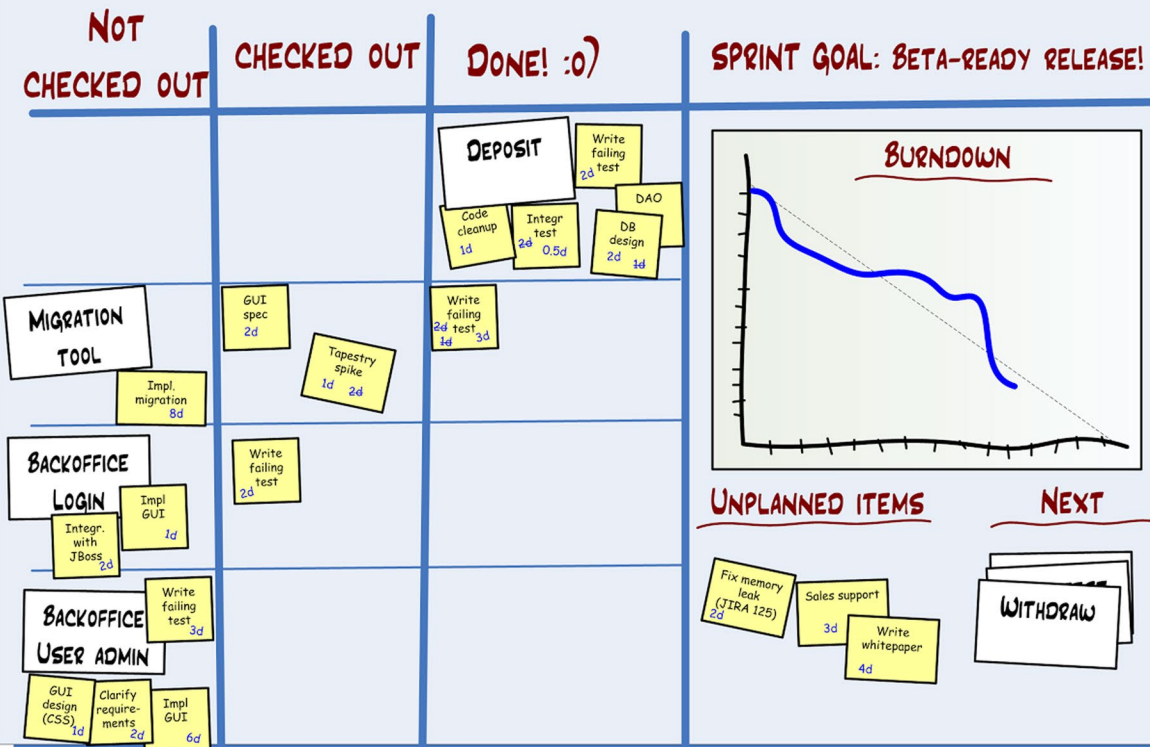 NOT
CHECKED OUT
CHECKED OUT
DONE! :o)
SPRINT GOAL: BETA-READY RELEASE!
DEPOSIT
Write
failing
test
2d
DAO
Code
cleanup
1d
Integr
test
2d 0.5d
DB
design
2d 1d
BURNDOWN
MIGRATION
TOOL
Impl.
migration
8d
GUI
spec
2d
Tapestry
spike
1d 2d
Write
failing
test
2d
1d 3d
BACKOFFICE
LOGIN
Impl
GUI
1d
Integr.
with
JBoss
2d
Write
failing
test
2d
BACKOFFICE
USER ADMIN
Write
failing
test
3d
GUI
design
(CSS)
1d
Clarify
require-
ments
2d
Impl
GUI
6d
UNPLANNED ITEMS
NEXT
Fix memory
leak
(JIRA 125)
2d
Sales support
3d
Write
whitepaper
4d
WITHDRAW